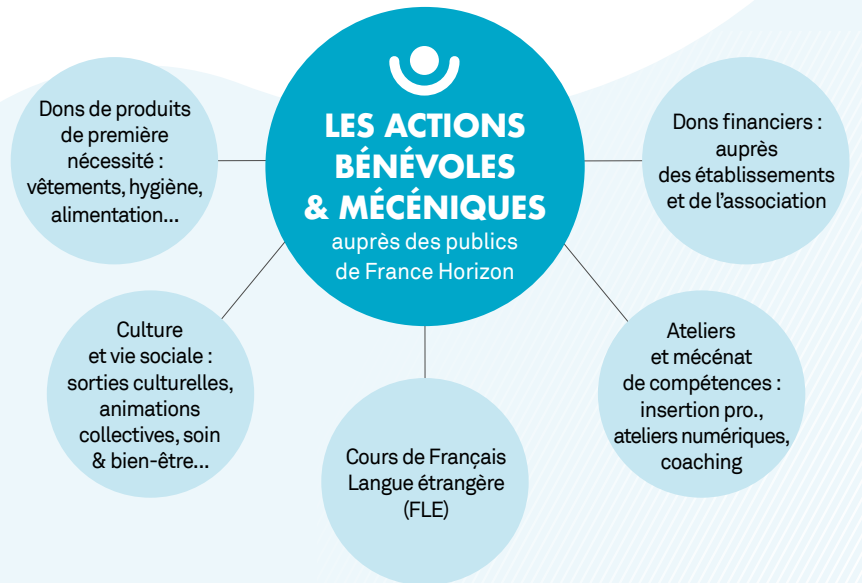 LES ACTIONS
BÉNÉVOLES
& MÉCÉNIQUES
auprès des publics
de France Horizon
Dons de produits
de première
nécessité :
vêtements, hygiène,
alimentation...
Dons financiers :
auprès
des établissements
et de l’association
Culture
et vie sociale :
sorties culturelles,
animations
collectives, soin
& bien-être...
Cours de Français
Langue étrangère
(FLE)
Ateliers
et mécénat
de compétences :
insertion pro.,
ateliers numériques,
coaching